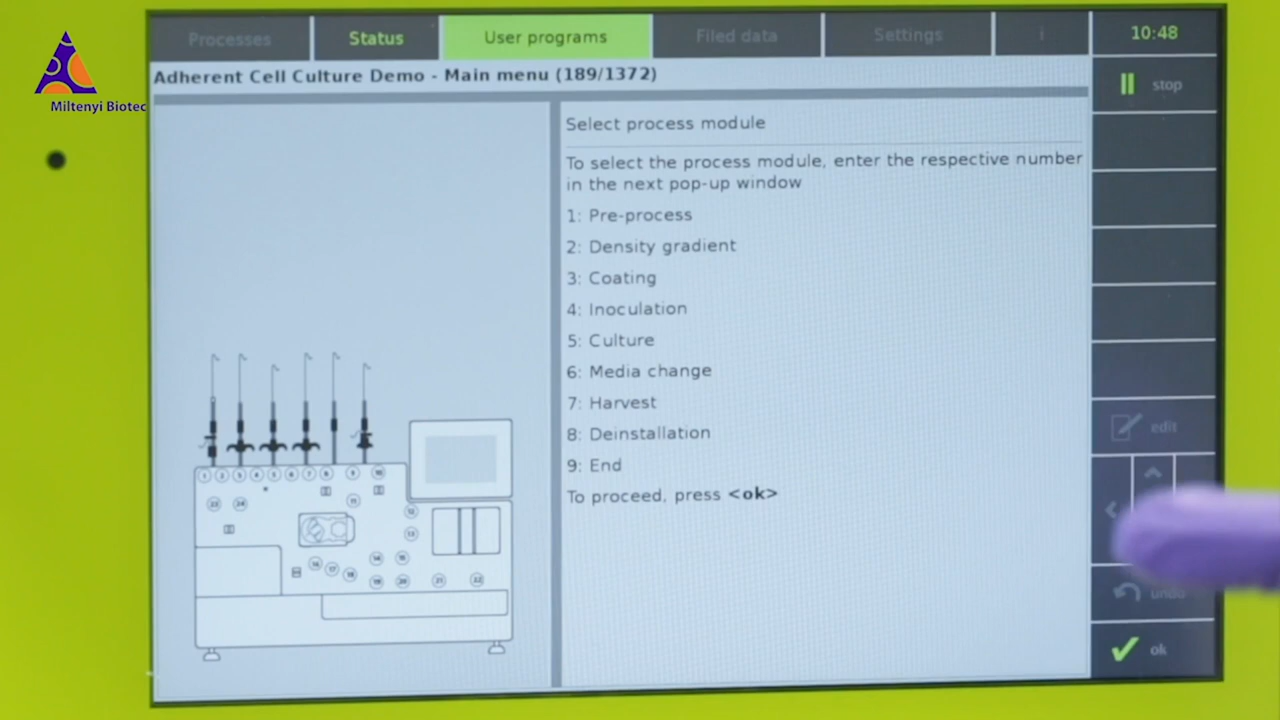 Miltenyi Biotec
Processes
Status
User programs
Filed data
Settings
i
10:48
Adherent Cell Culture Demo - Main menu (189/1372)
stop
Select process module
To select the process module, enter the respective number
in the next pop-up window
1: Pre-process
2: Density gradient
3: Coating
4: Inoculation
5: Culture
6: Media change
7: Harvest
8: Deinstallation
9: End
To proceed, press <ok>
edit
undo
ok